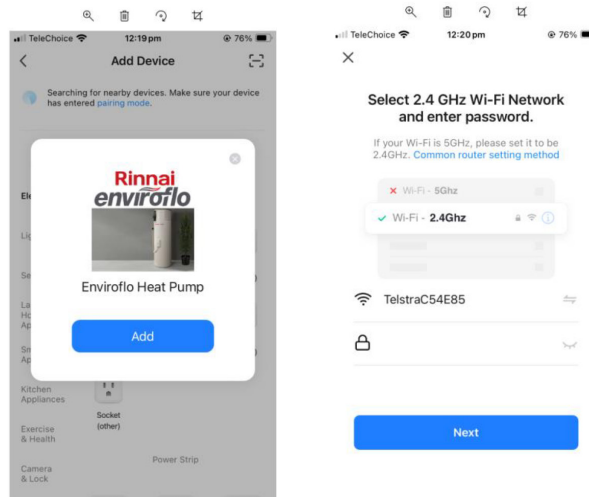 TeleChoice
12:19 pm
76%
Add Device
Searching for nearby devices. Make sure your device
has entered pairing mode.
Rinnai
enviroflo
Enviroflo Heat Pump
Add
Kitchen
Appliances
Socket
(other)
Exercise
& Health
Power Strip
Camera
& Lock
TeleChoice
12:20 pm
76%
Select 2.4 GHz Wi-Fi Network
and enter password.
If your Wi-Fi is 5GHz, please set it to be
2.4GHz. Common router setting method
Wi-Fi - 5Ghz
Wi-Fi - 2.4Ghz
TelstraC54E85
Next